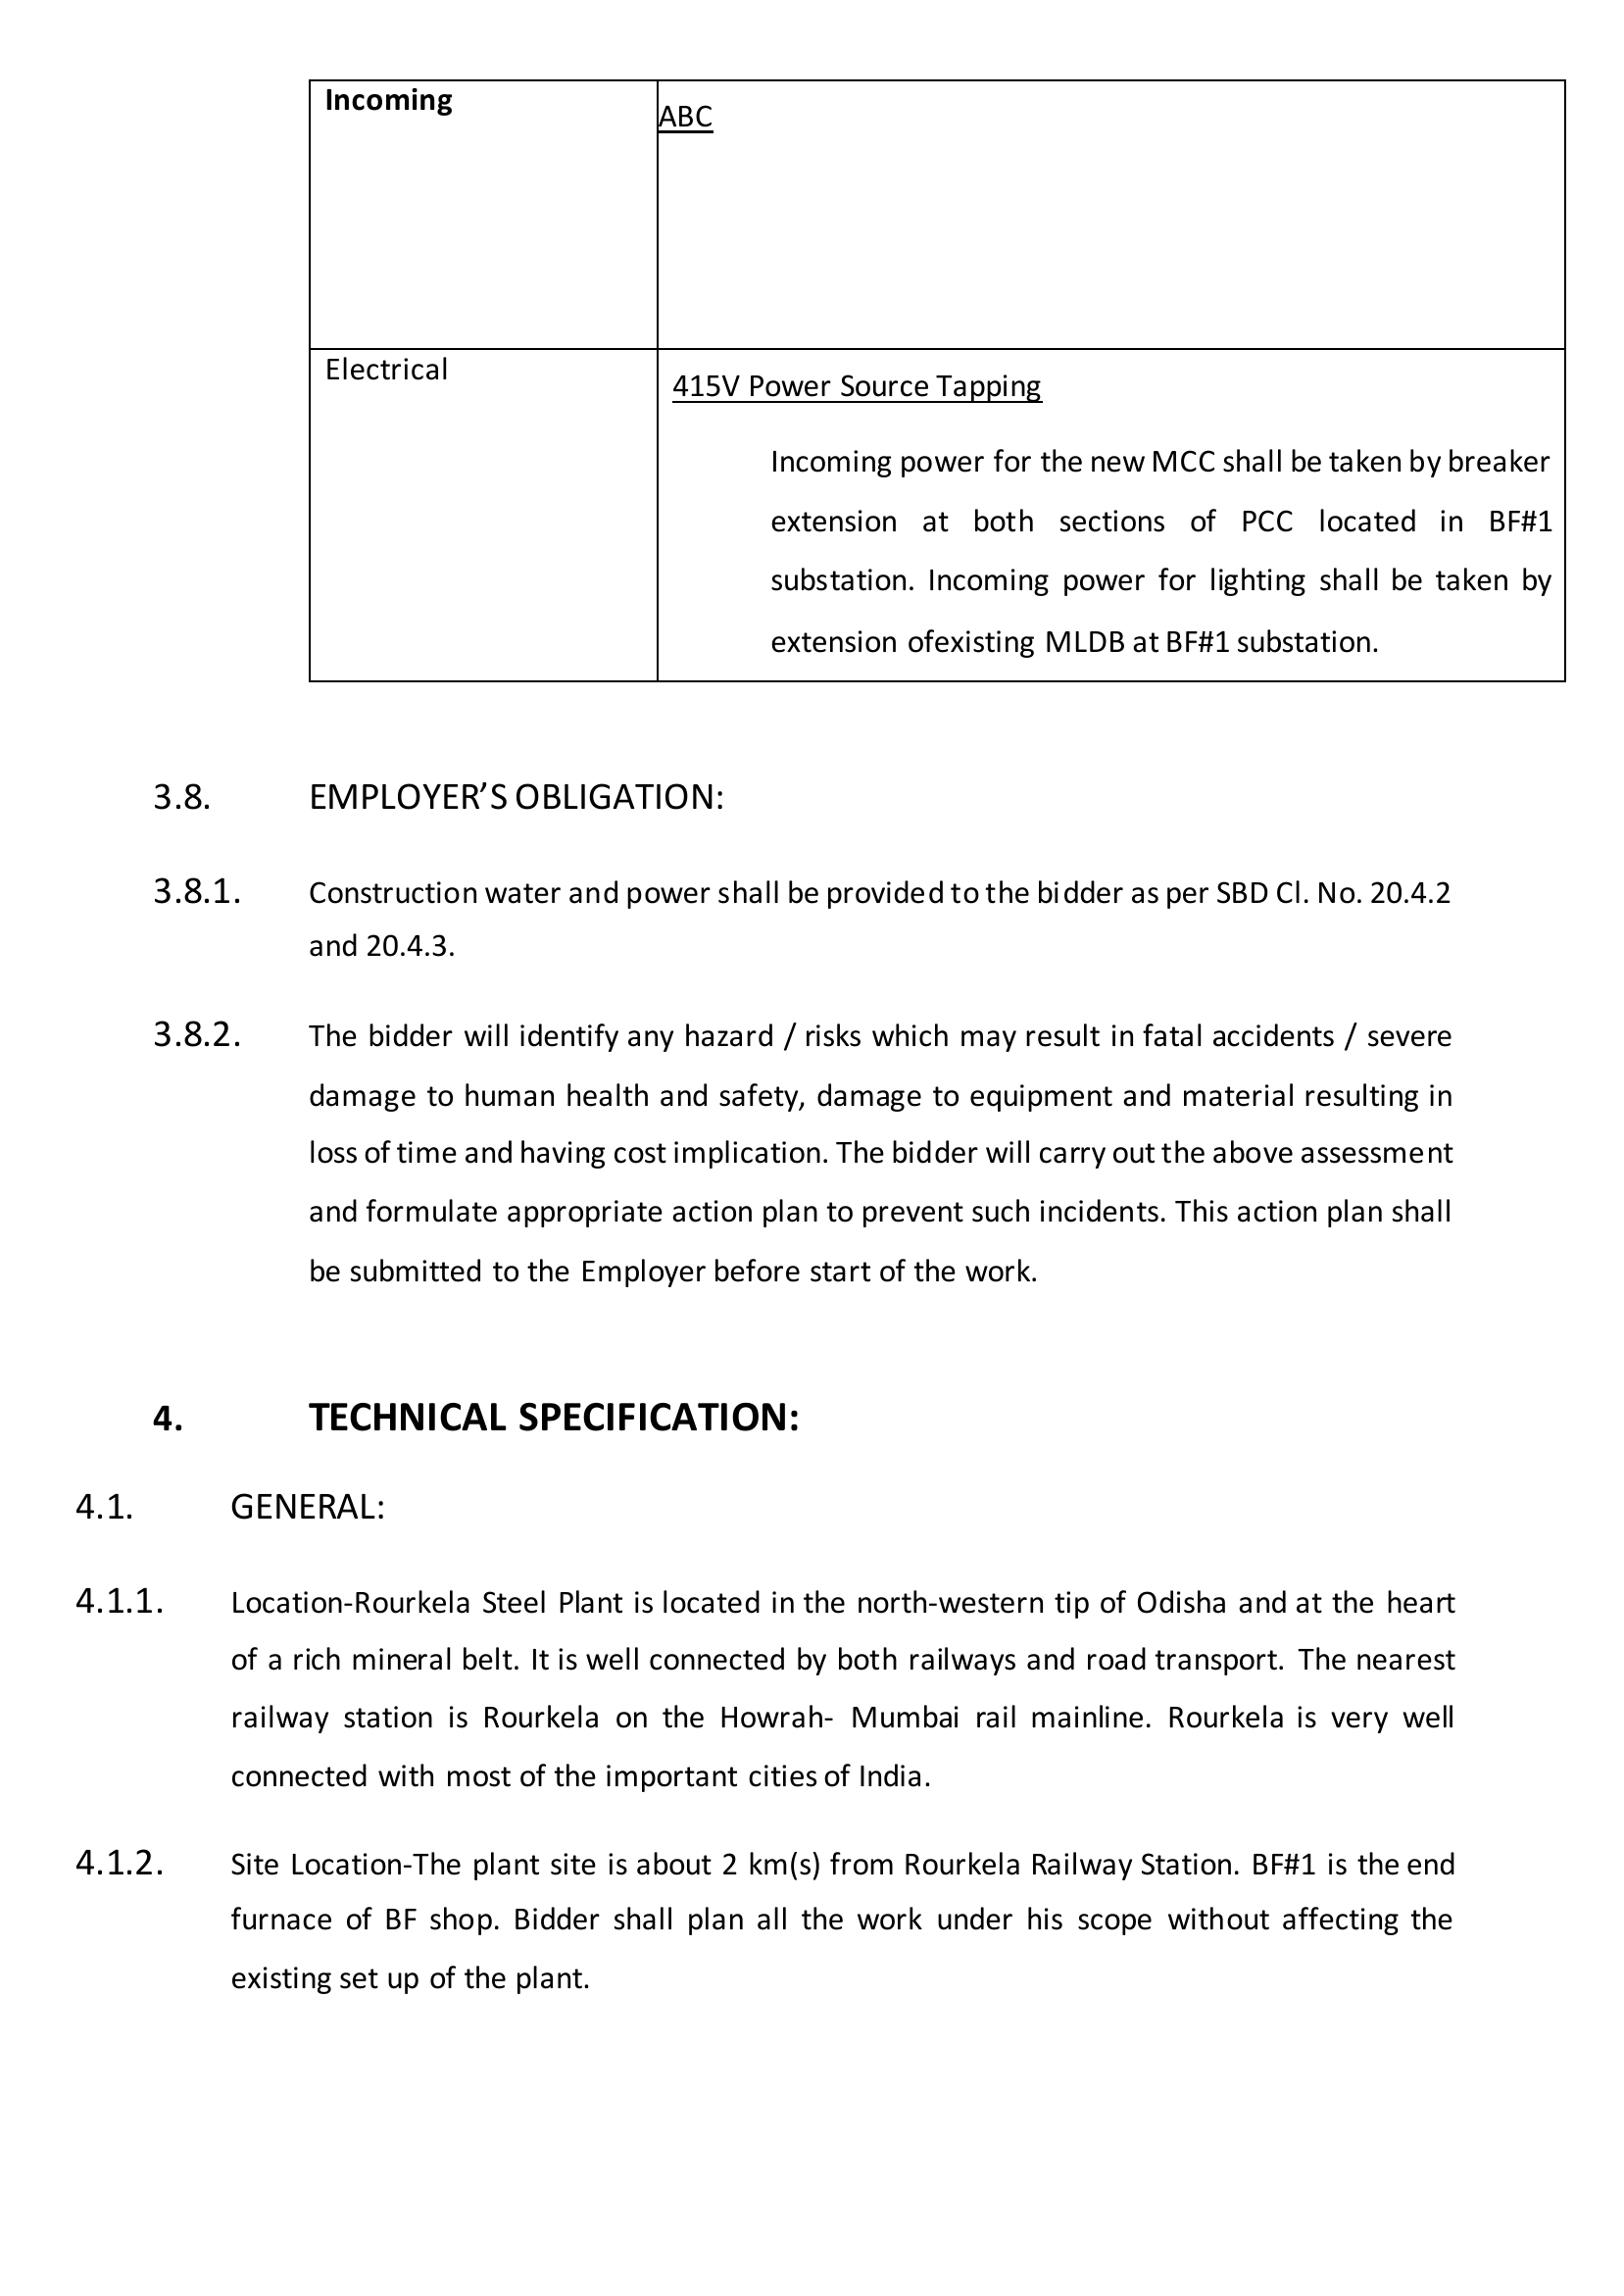 Incoming
ABC
Electrical
415V Power Source Tapping
Incoming power for the new MCC shall be taken by breaker
extension at both sections of PCC located in BF#1
substation. Incoming power for lighting shall be taken by
extension ofexisting MLDB at BF#1 substation.
3.8. EMPLOYER’S OBLIGATION:
3.8.1. Construction water and power shall be provided to the bidder as per SBD Cl. No. 20.4.2
and 20.4.3.
3.8.2. The bidder will identify any hazard / risks which may result in fatal accidents / severe
damage to human health and safety, damage to equipment and material resulting in
loss of time and having cost implication. The bidder will carry out the above assessment
and formulate appropriate action plan to prevent such incidents. This action plan shall
be submitted to the Employer before start of the work.
4. TECHNICAL SPECIFICATION:
4.1. GENERAL:
4.1.1. Location-Rourkela Steel Plant is located in the north-western tip of Odisha and at the heart
of a rich mineral belt. It is well connected by both railways and road transport. The nearest
railway station is Rourkela on the Howrah- Mumbai rail mainline. Rourkela is very well
connected with most of the important cities of India.
4.1.2. Site Location-The plant site is about 2 km(s) from Rourkela Railway Station. BF#1 is the end
furnace of BF shop. Bidder shall plan all the work under his scope without affecting the
existing set up of the plant.